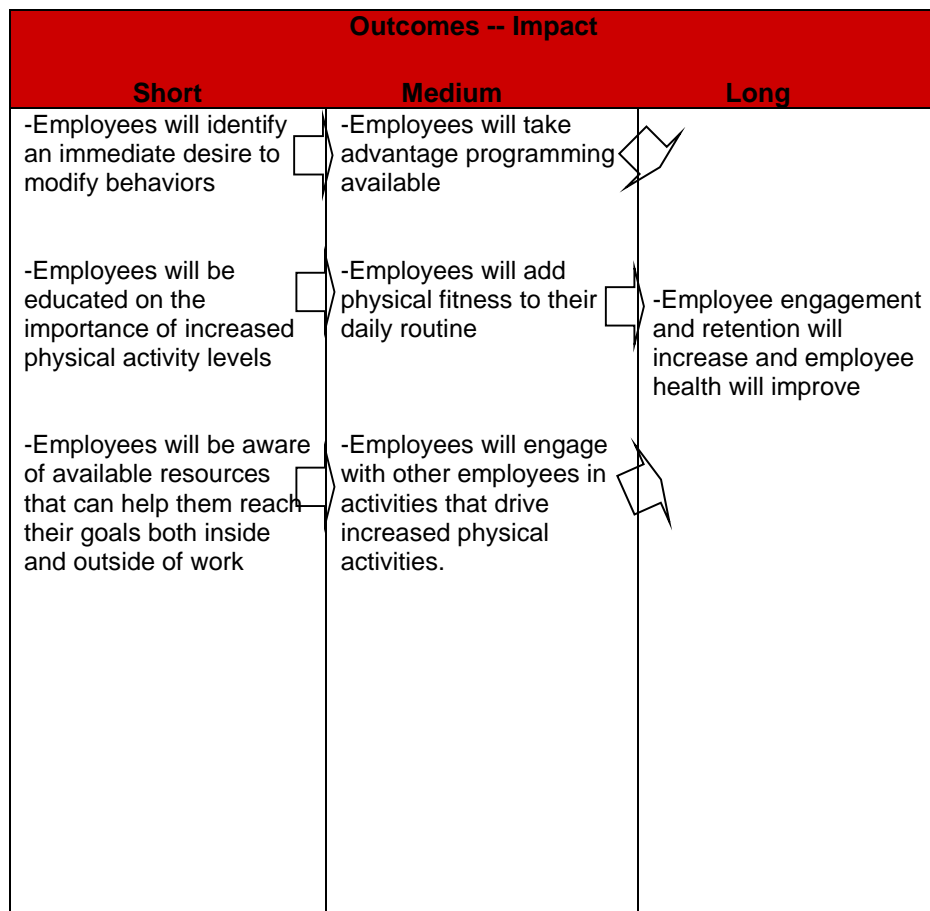 Outcomes -- Impact
Short Medium Long
-Employees will identify
an immediate desire to
modify behaviors
-Employees will take
advantage programming
available
-Employees will be
educated on the
importance of increased
physical activity levels
-Employees will add
physical fitness to their
daily routine
-Employee engagement
and retention will
increase and employee
health will improve
-Employees will be aware
of available resources
that can help them reach
their goals both inside
and outside of work
-Employees will engage
with other employees in
activities that drive
increased physical
activities.